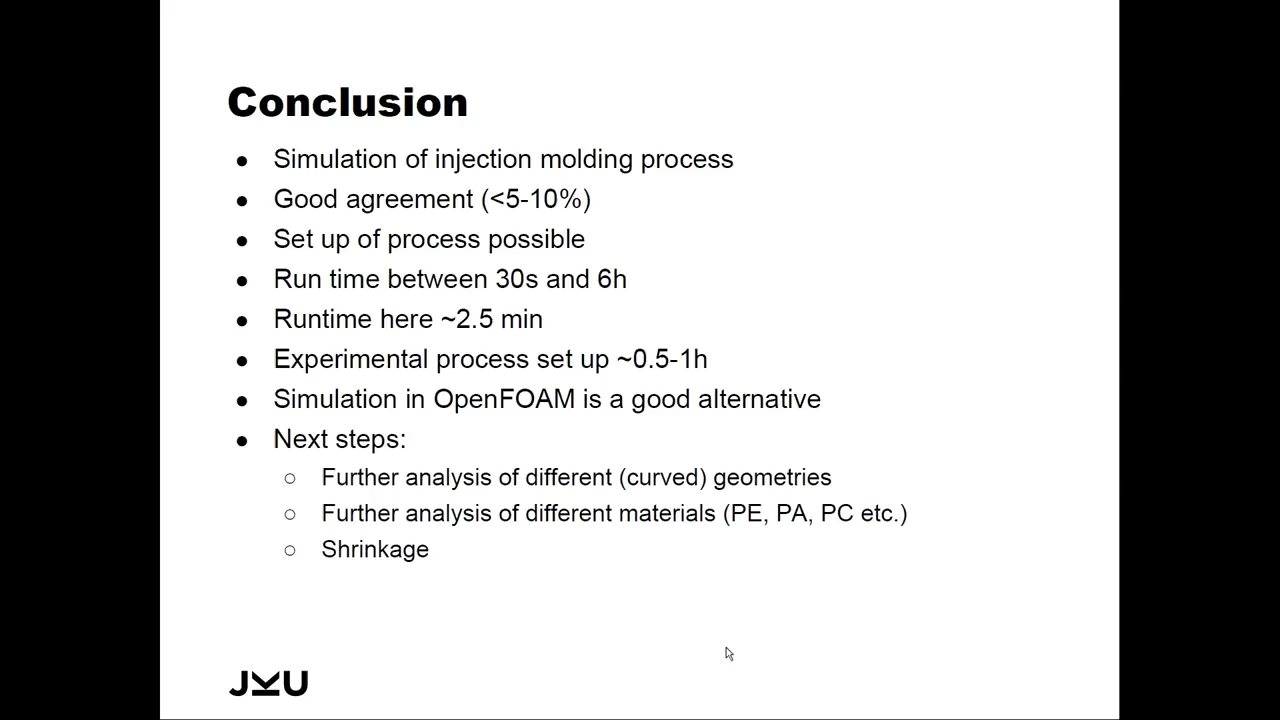 Conclusion
● Simulation of injection molding process
● Good agreement (<5-10%)
● Set up of process possible
● Run time between 30s and 6h
● Runtime here ~2.5 min
● Experimental process set up ~0.5-1h
● Simulation in OpenFOAM is a good alternative
● Next steps:
○ Further analysis of different (curved) geometries
○ Further analysis of different materials (PE, PA, PC etc.)
○ Shrinkage
JKU